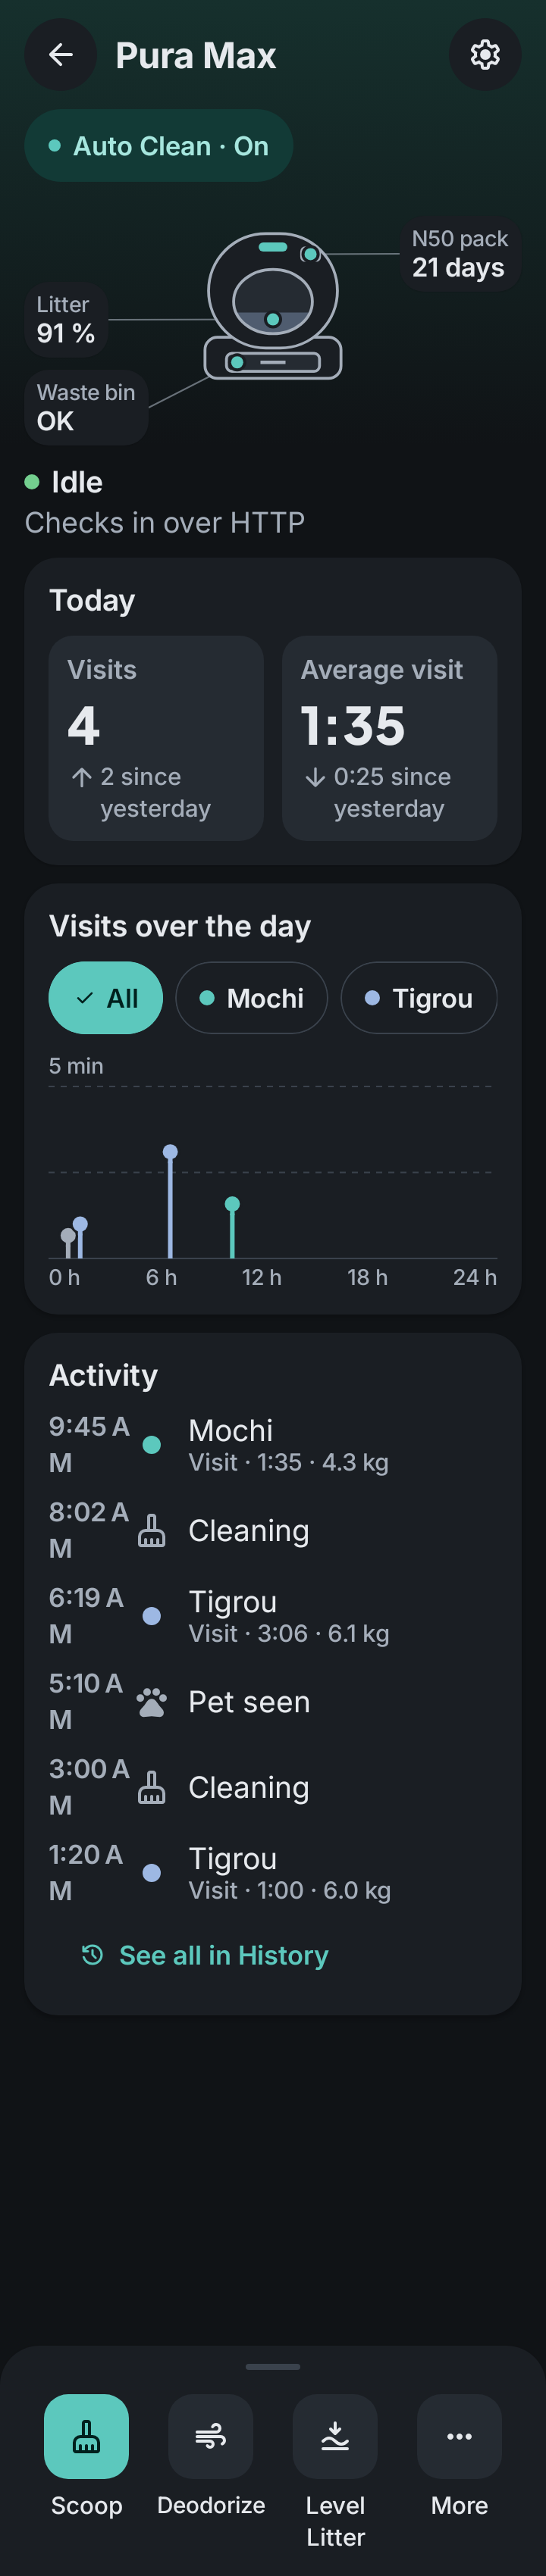 Pura Max
Auto Clean · On
N50 pack
21 days
Litter
91 %
Waste bin
OK
Idle
Checks in over HTTP
Today
Visits
4
↑ 2 since
yesterday
Average visit
1:35
↓ 0:25 since
yesterday
Visits over the day
All
Mochi
Tigrou
5 min
0 h
6 h
12 h
18 h
24 h
Activity
9:45 A
M
Mochi
Visit · 1:35 · 4.3 kg
8:02 A
M
Cleaning
6:19 A
M
Tigrou
Visit · 3:06 · 6.1 kg
5:10 A
M
Pet seen
3:00 A
M
Cleaning
1:20 A
M
Tigrou
Visit · 1:00 · 6.0 kg
See all in History
Scoop
Deodorize
Level
Litter
More